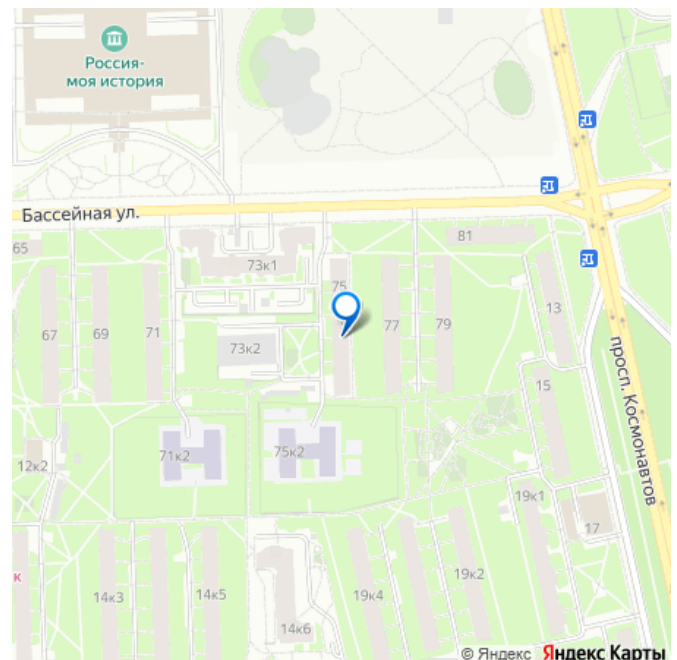 Россия-
моя история
Бассейная ул.
81
65
73к1
75
13
67
69
71
77
79
73к2
просп. Космонавтов
15
71к2
75к2
12к2
19к1
17
к
14к3
14к5
19к4
19к2
14к6
© Яндекс Яндекс Карты